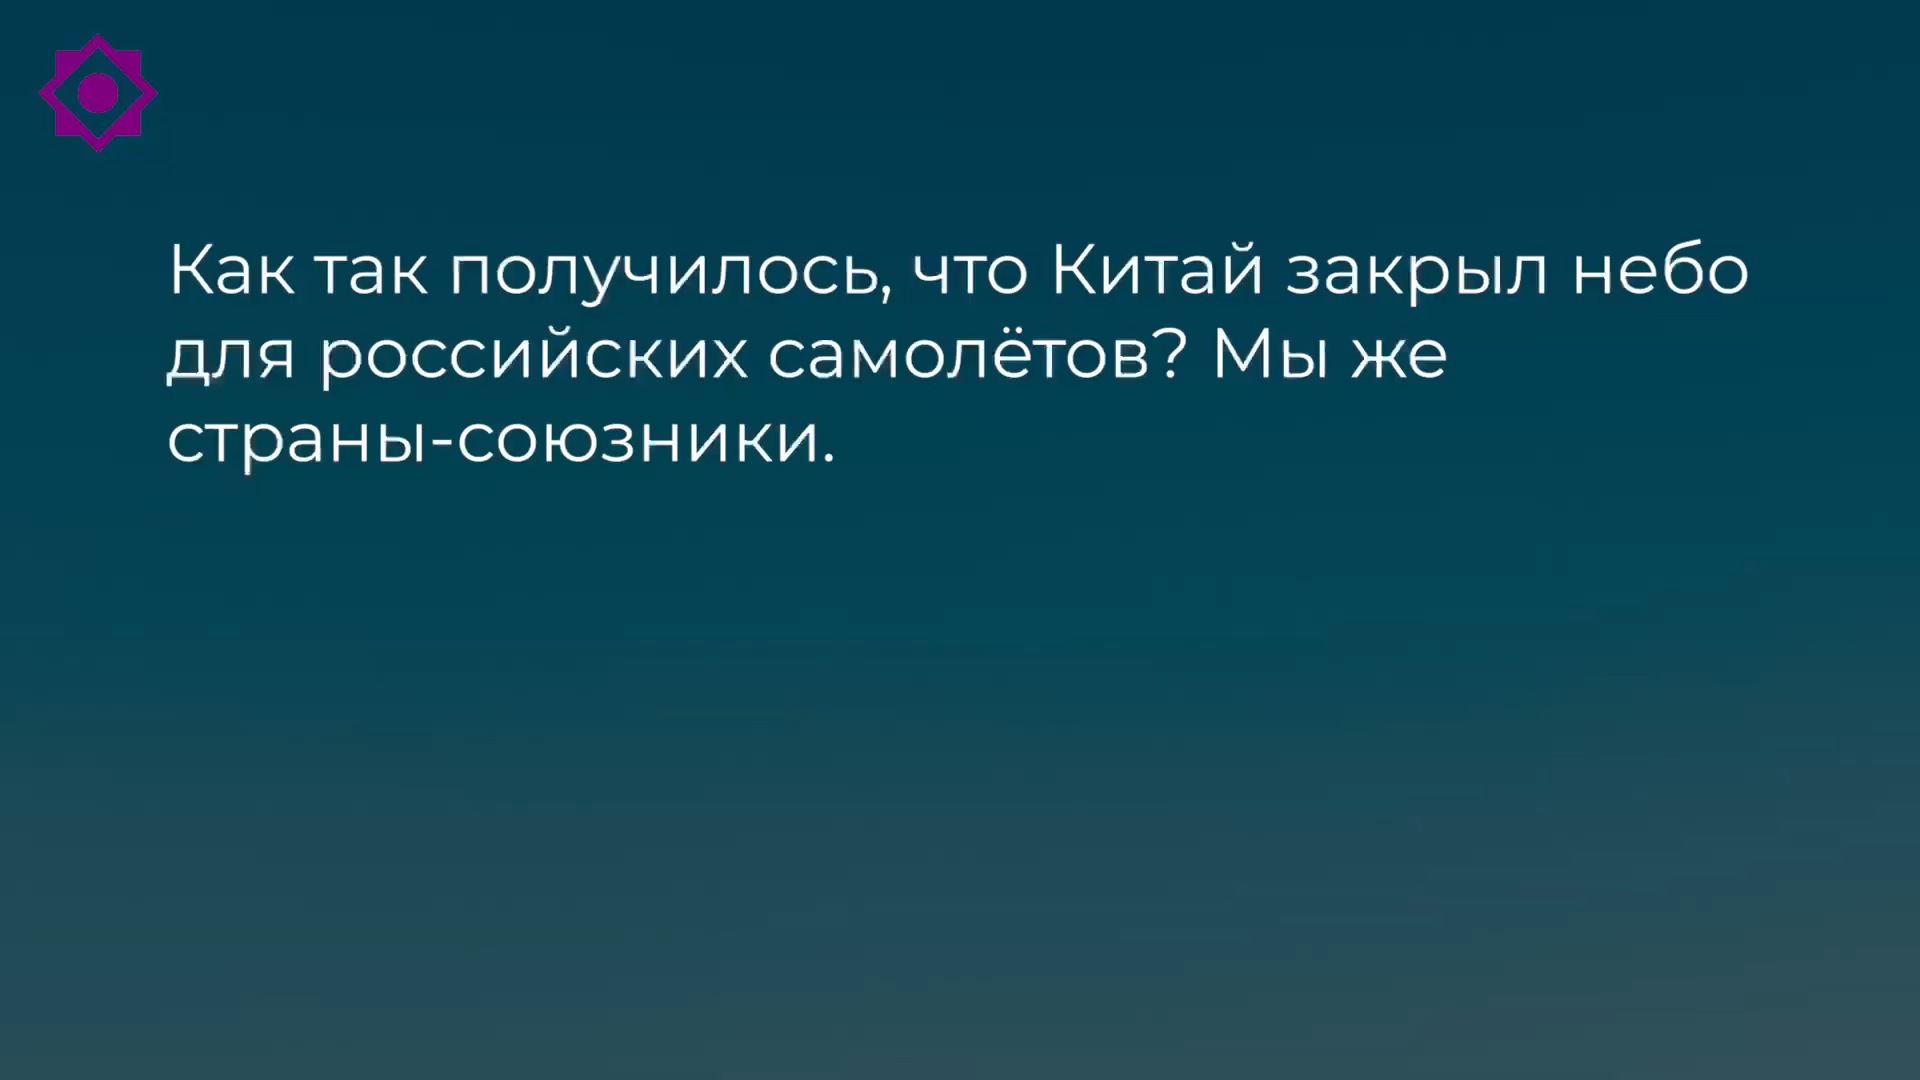 Как так получилось, что Китай закрыл небо
для российских самолётов? Мы же
страны-союзники.